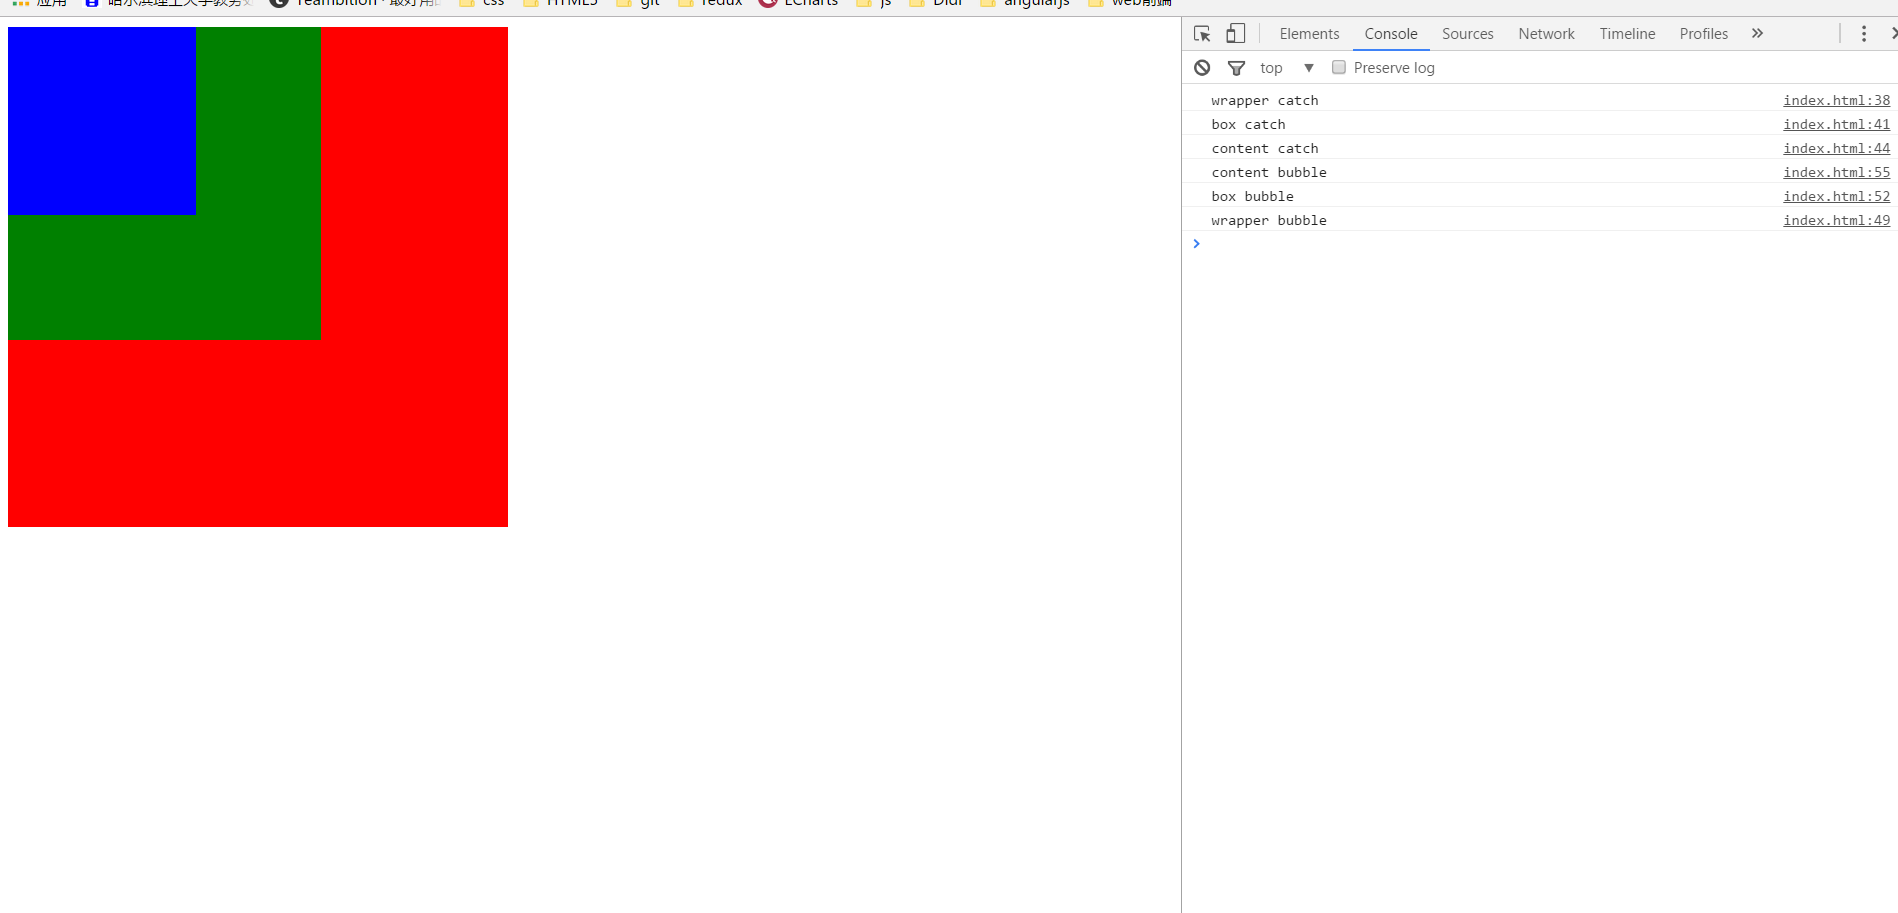 应用 Teambition · 最好用 css HTML5 git redux ECharts js Didi angularjs web前端
Elements Console Sources Network Timeline Profiles »
top ▼ Preserve log
wrapper catch index.html:38
box catch index.html:41
content catch index.html:44
content bubble index.html:55
box bubble index.html:52
wrapper bubble index.html:49